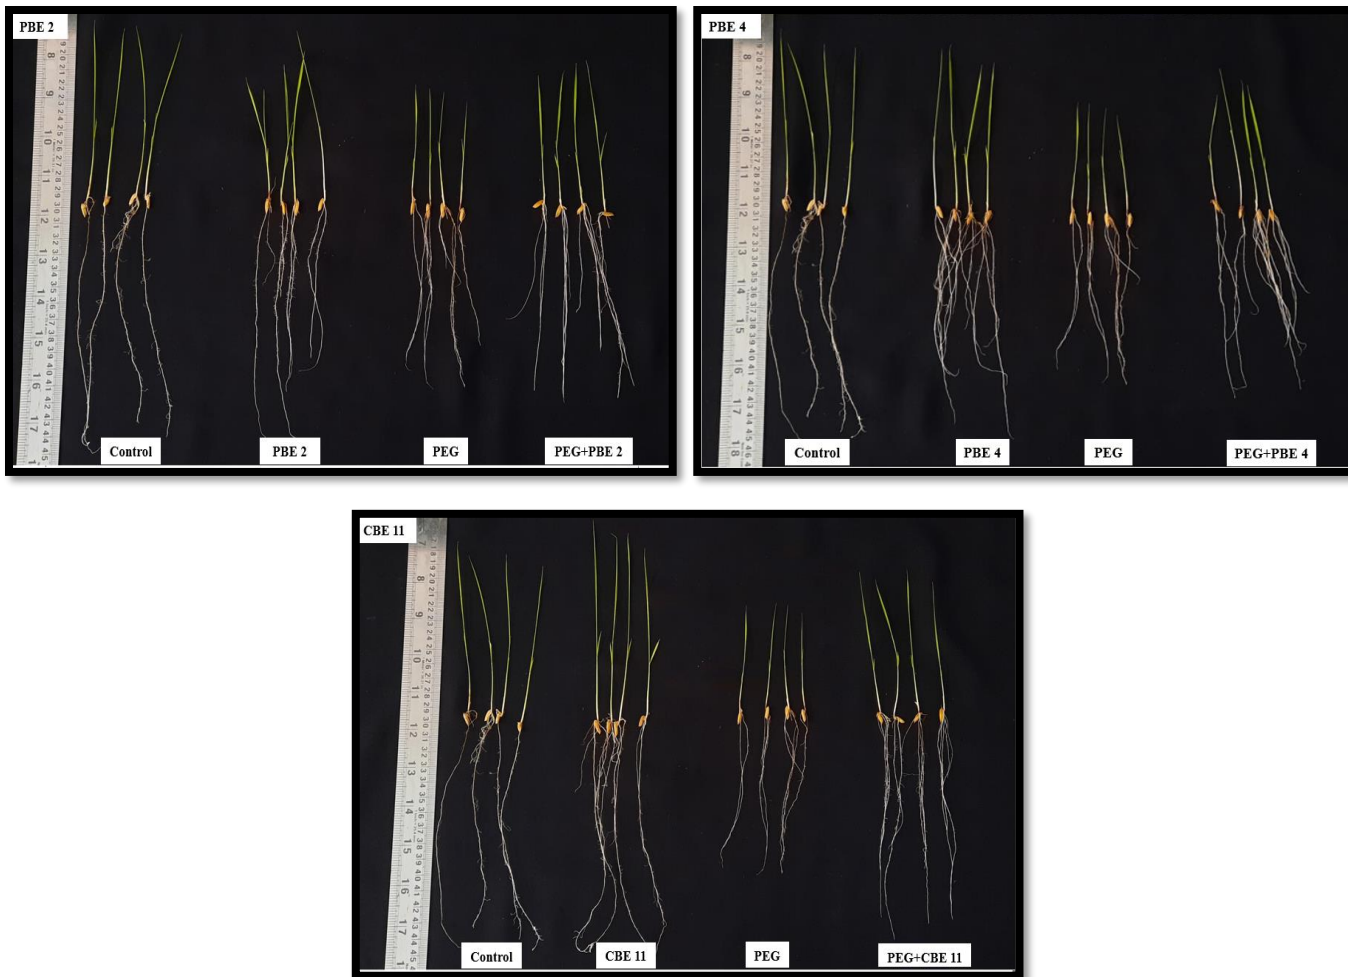 PBE 2
Control
PBE 2
PEG
PEG+PBE 2
PBE 4
Control
PBE 4
PEG
PEG+PBE 4
CBE 11
Control
CBE 11
PEG
PEG+CBE 11